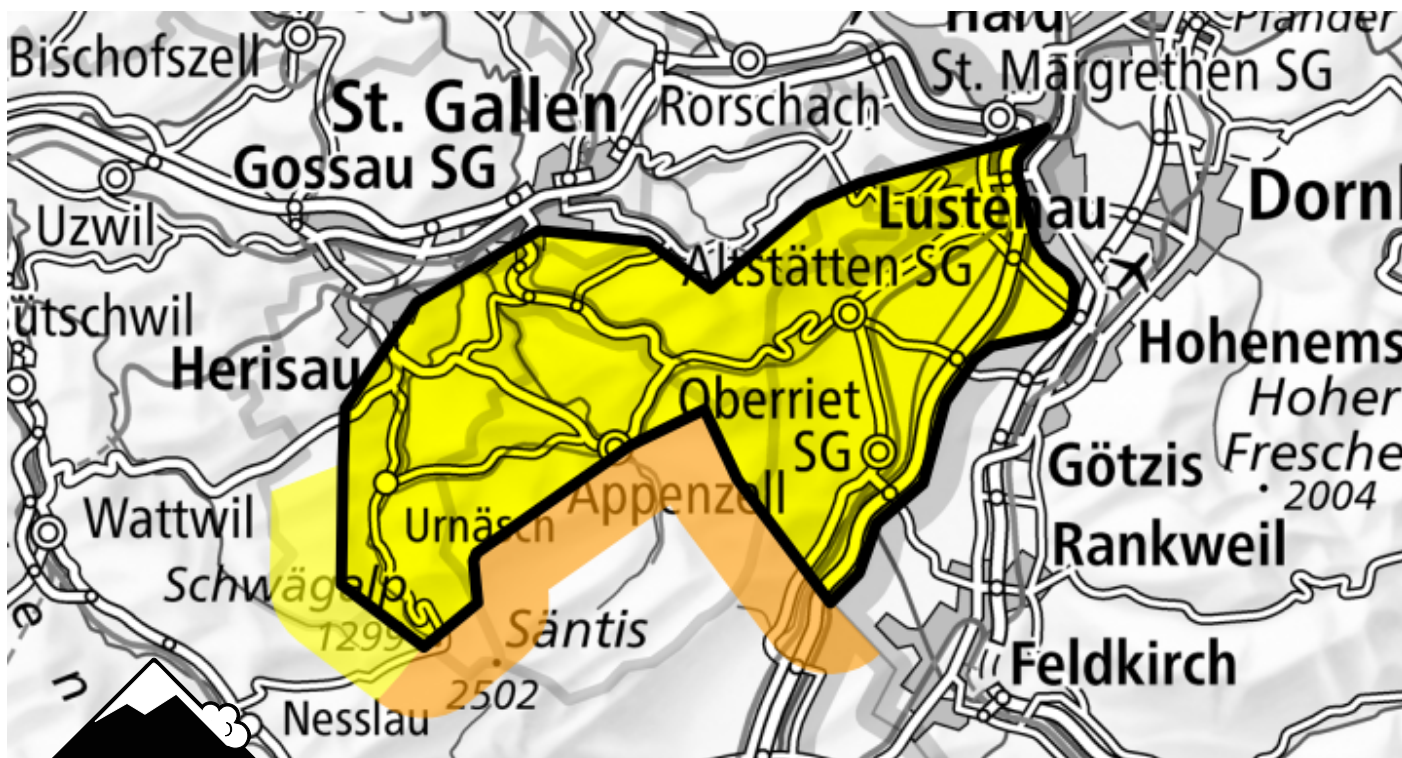 Hard
Pfänder
Bischofszell
St. Margrethen SG
St. Gallen
Rorschach
Gossau SG
Dornl
Uzwil
Lustenau
Altstätten SG
ütschwil
Hohenems
Herisau
Oberriet
SG
Hoher
Fresche
2004
Götzis
Wattwil
Urnäsch
Appenzell
Rankweil
Schwägalp
1299
Säntis
2502
Feldkirch
e
n
Nesslau